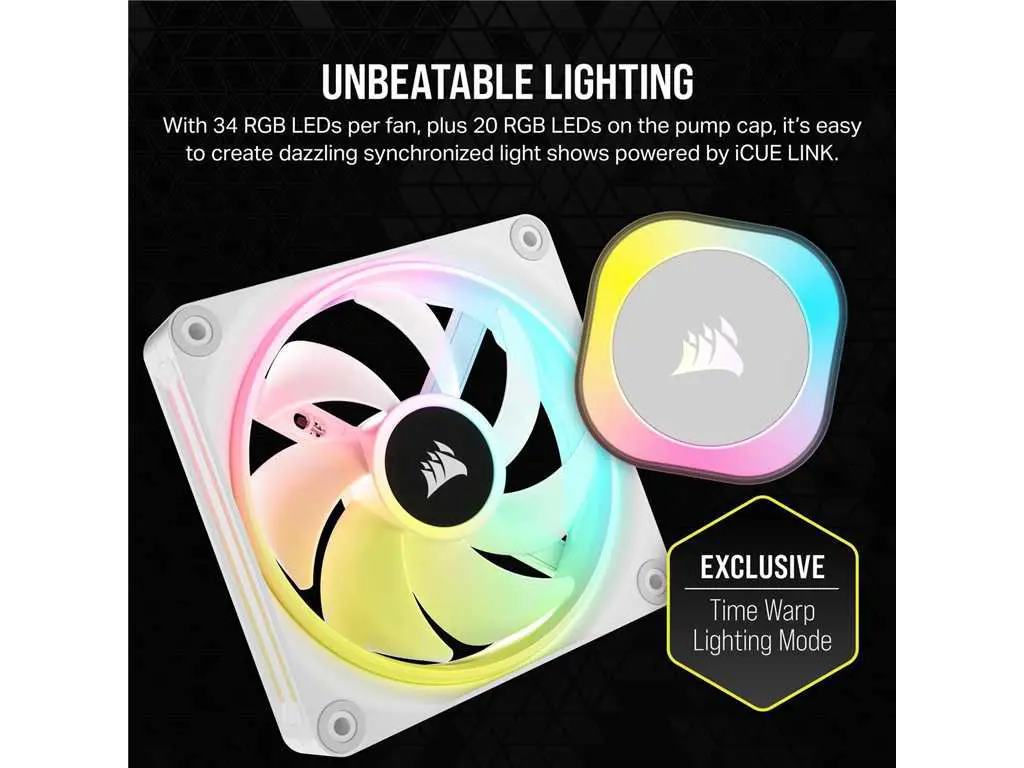 UNBEATABLE LIGHTING
With 34 RGB LEDs per fan, plus 20 RGB LEDs on the pump cap, it's easy
to create dazzling synchronized light shows powered by iCUE LINK.
EXCLUSIVE
Time Warp
Lighting Mode